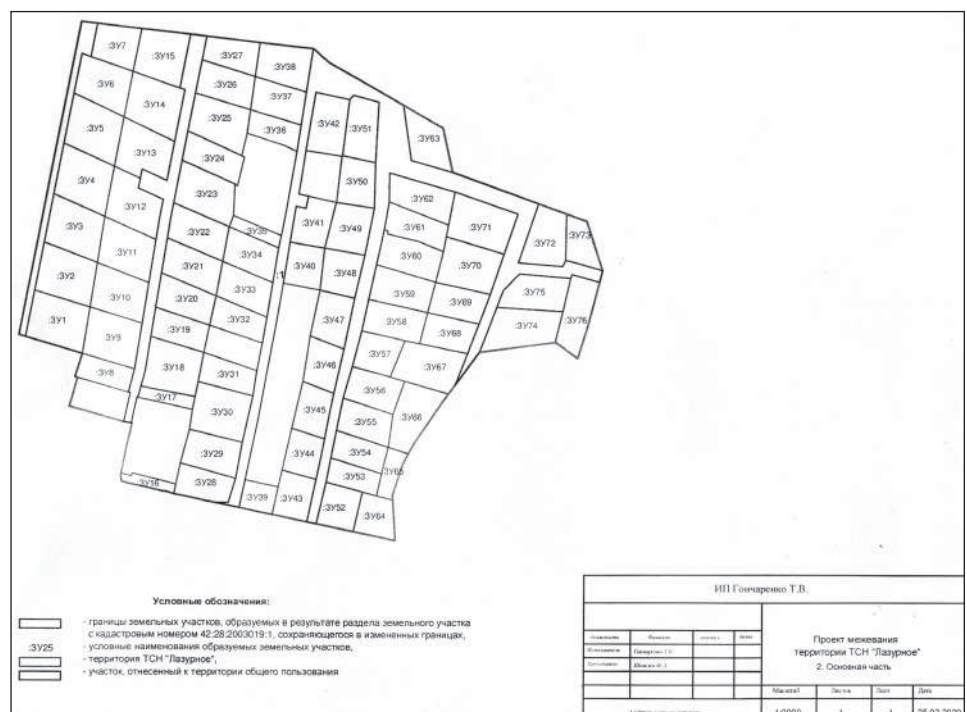 :ЗУ7
:ЗУ15
:ЗУ27
:ЗУ38
:ЗУ6
:ЗУ14
:ЗУ26
:ЗУ37
:ЗУ5
:ЗУ13
:ЗУ25
:ЗУ36
:ЗУ42
:ЗУ51
:ЗУ63
:ЗУ4
:ЗУ12
:ЗУ24
:ЗУ23
:ЗУ50
:ЗУ62
:ЗУ3
:ЗУ11
:ЗУ22
:ЗУ35
:ЗУ41
:ЗУ49
:ЗУ61
:ЗУ71
:ЗУ72
:ЗУ73
:ЗУ2
:ЗУ10
:ЗУ21
:ЗУ34
:1
:ЗУ40
:ЗУ48
:ЗУ60
:ЗУ70
:ЗУ1
:ЗУ9
:ЗУ20
:ЗУ33
:ЗУ59
:ЗУ69
:ЗУ75
:ЗУ19
:ЗУ32
:ЗУ47
:ЗУ58
:ЗУ68
:ЗУ74
:ЗУ76
:ЗУ8
:ЗУ18
:ЗУ31
:ЗУ46
:ЗУ57
:ЗУ67
:ЗУ17
:ЗУ30
:ЗУ45
:ЗУ56
:ЗУ66
:ЗУ55
:ЗУ29
:ЗУ44
:ЗУ54
:ЗУ65
:ЗУ16
:ЗУ28
:ЗУ39
:ЗУ43
:ЗУ53
:ЗУ52
:ЗУ64
Условные обозначения:
- границы земельных участков, образуемых в результате раздела земельного участка
с кадастровым номером 42:28:2003019:1, сохраняющегося в измененных границах,
:ЗУ25 - условные наименования образуемых земельных участков,
- территория ТСН "Лазурное",
- участок, отнесенный к территории общего пользования
ИП Гончаренко Т.В.
Проект межевания
территории ТСН "Лазурное"
2. Основная часть
Масштаб Листов Лист Дата